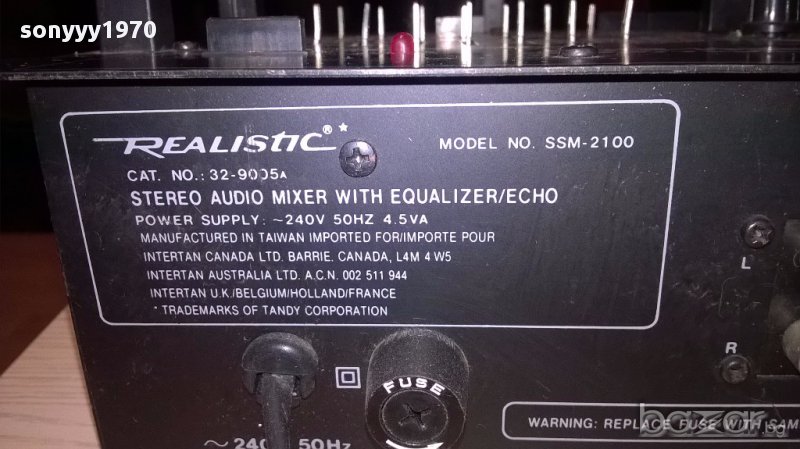 sonyyy1970
REALISTIC®*
MODEL NO. SSM-2100
CAT. NO.: 32-9005A
STEREO AUDIO MIXER WITH EQUALIZER/ECHO
POWER SUPPLY: ~240V 50HZ 4.5VA
MANUFACTURED IN TAIWAN IMPORTED FOR/IMPORTE POUR
INTERTAN CANADA LTD. BARRIE. CANADA, L4M 4W5
INTERTAN AUSTRALIA LTD. A.C.N. 002 511 944
INTERTAN U.K./BELGIUM/HOLLAND/FRANCE
* TRADEMARKS OF TANDY CORPORATION
L
R
FUSE
~240 50Hz
WARNING: REPLACE FUSE WITH SAM
bazar.bg